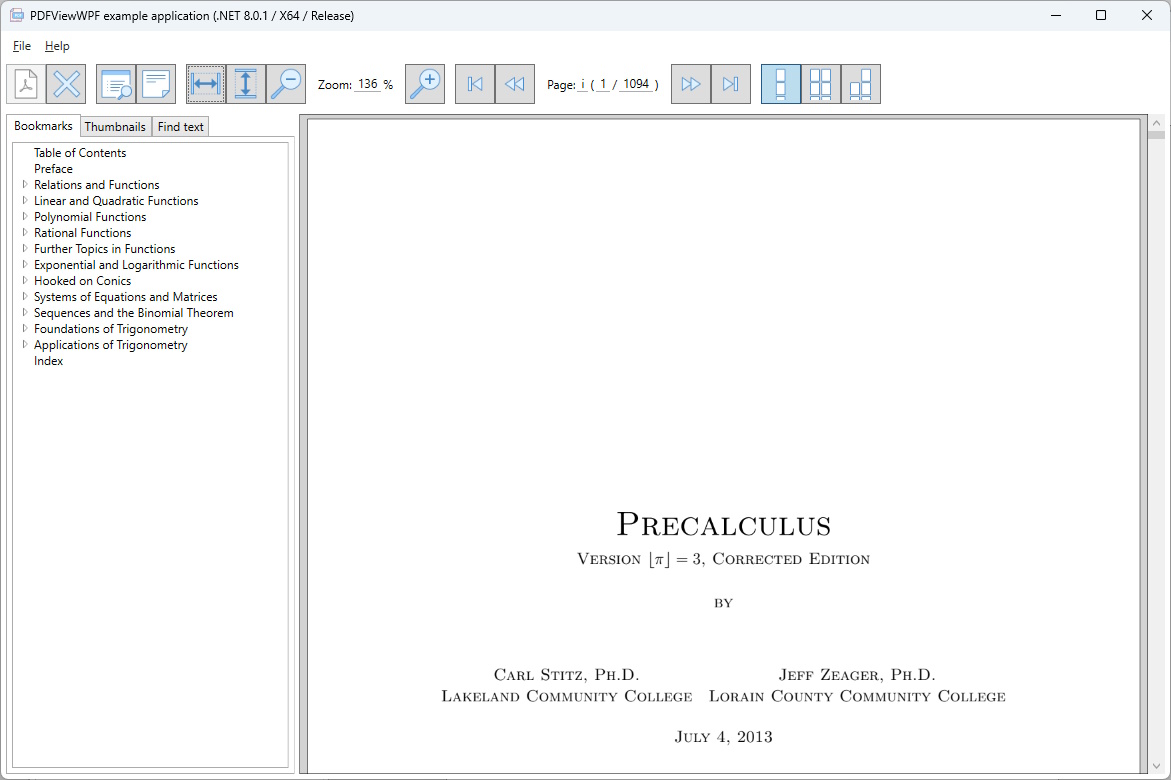 PDFViewWPF example application (.NET 8.0.1 / X64 / Release)
File Help
Zoom: 136 % Page: i ( 1 / 1094 )
Bookmarks Thumbnails Find text
Table of Contents
Preface
Relations and Functions
Linear and Quadratic Functions
Polynomial Functions
Rational Functions
Further Topics in Functions
Exponential and Logarithmic Functions
Hooked on Conics
Systems of Equations and Matrices
Sequences and the Binomial Theorem
Foundations of Trigonometry
Applications of Trigonometry
Index
Precalculus
Version ⌊π⌋ = 3, Corrected Edition
by
Carl Stitz, Ph.D. Jeff Zeager, Ph.D.
Lakeland Community College Lorain County Community College
July 4, 2013